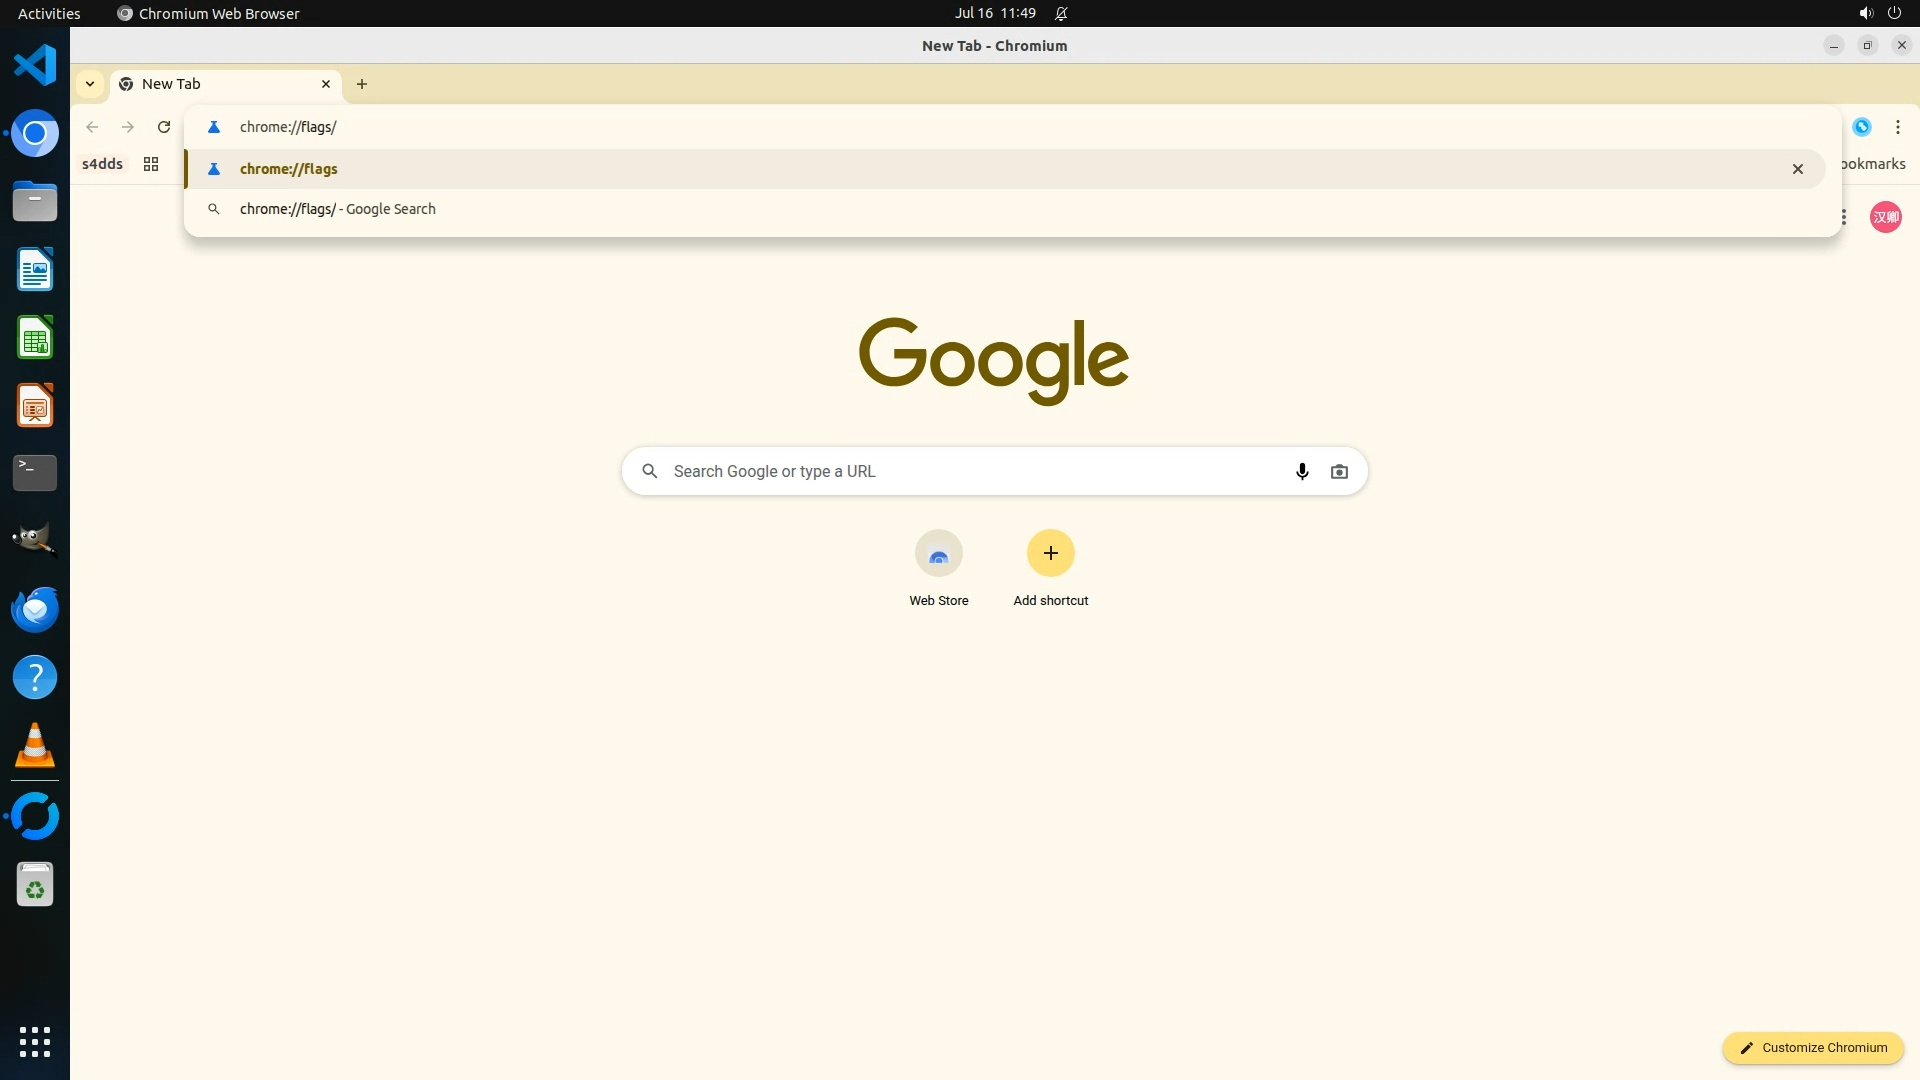 Activities
Chromium Web Browser
Jul 16 11:49
New Tab - Chromium
New Tab
chrome://flags/
s4dds
chrome://flags
ookmarks
chrome://flags/ - Google Search
汉卿
Google
Search Google or type a URL
Web Store
Add shortcut
Customize Chromium